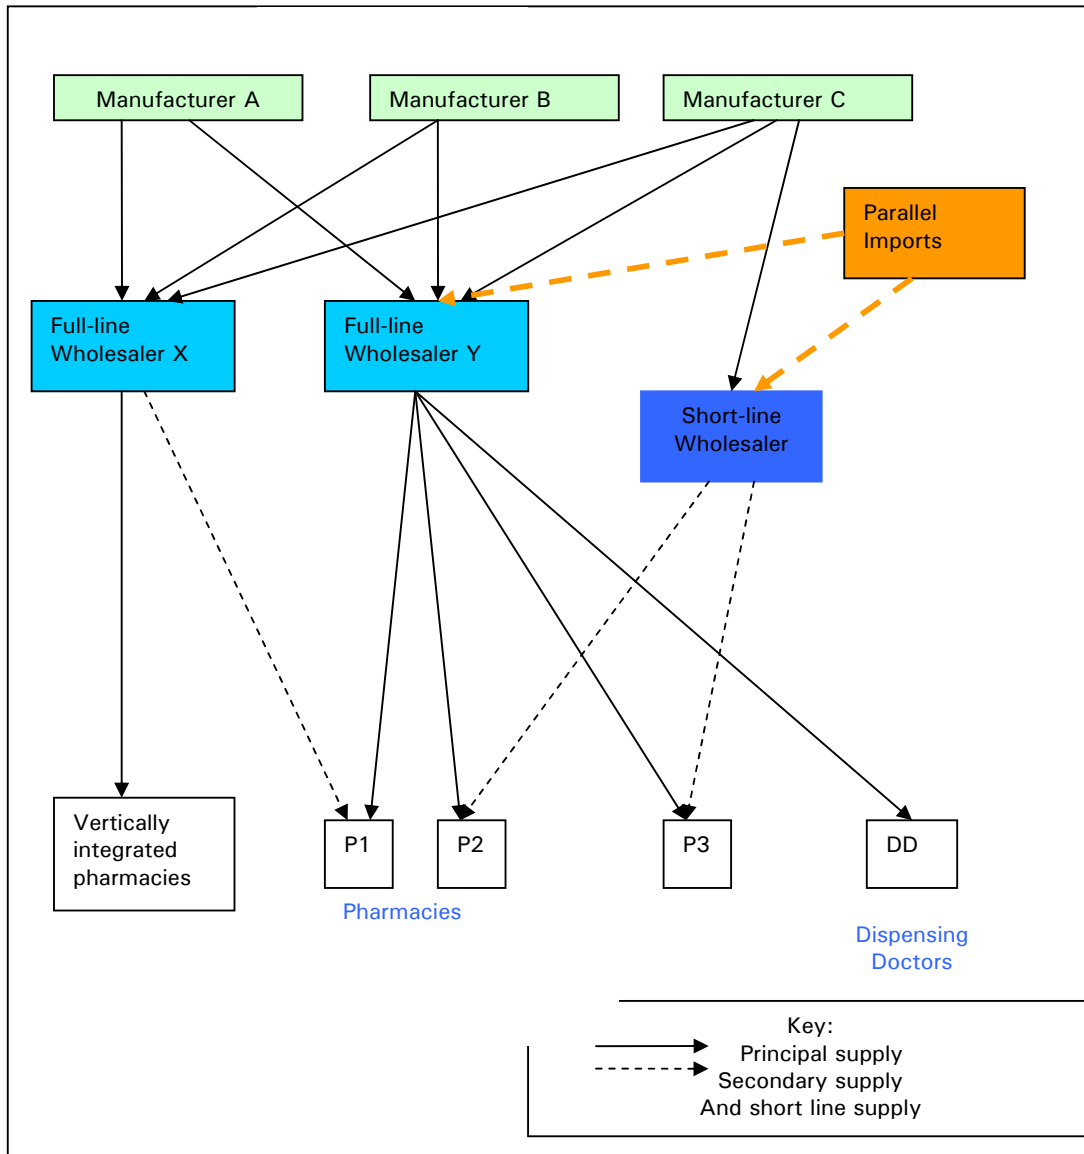 Manufacturer A
Manufacturer B
Manufacturer C
Parallel
Imports
Full-line
Wholesaler X
Full-line
Wholesaler Y
Short-line
Wholesaler
Vertically
integrated
pharmacies
P1
P2
P3
DD
Pharmacies
Dispensing
Doctors
Key:
Principal supply
Secondary supply
And short line supply